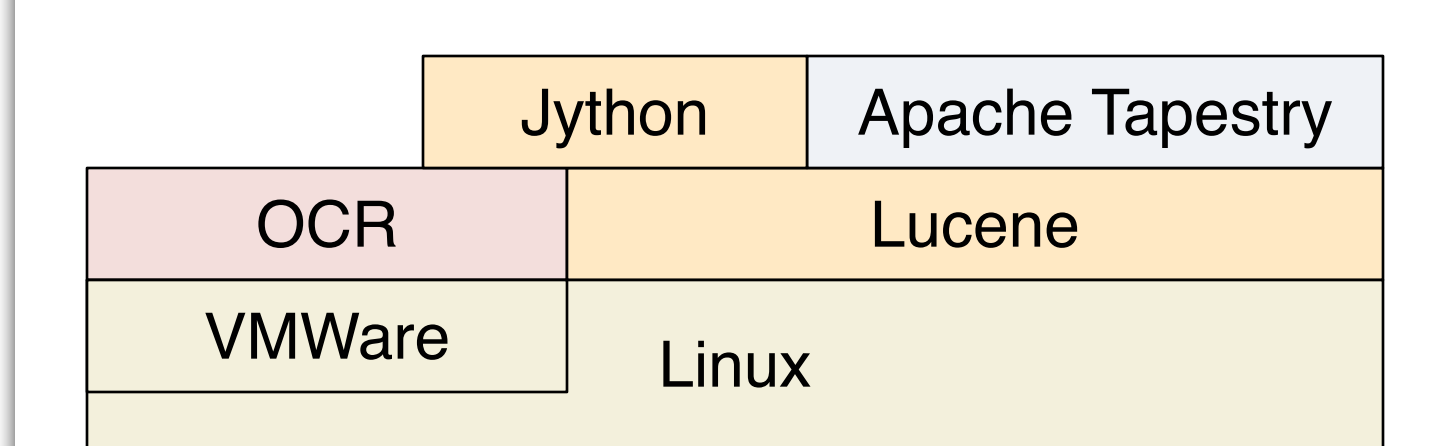 Jython
Apache Tapestry
OCR
Lucene
VMWare
Linux